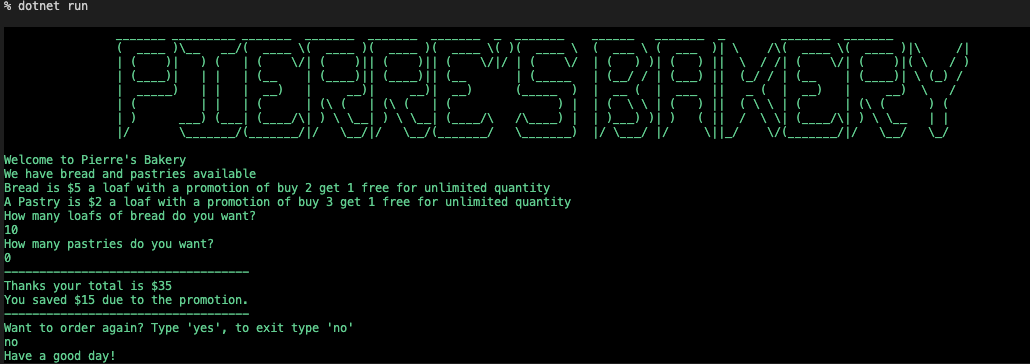 % dotnet run
PIERRE'S BAKERY
Welcome to Pierre's Bakery
We have bread and pastries available
Bread is $5 a loaf with a promotion of buy 2 get 1 free for unlimited quantity
A Pastry is $2 a loaf with a promotion of buy 3 get 1 free for unlimited quantity
How many loafs of bread do you want?
10
How many pastries do you want?
0
-----------------------------------
Thanks your total is $35
You saved $15 due to the promotion.
-----------------------------------
Want to order again? Type 'yes', to exit type 'no'
no
Have a good day!